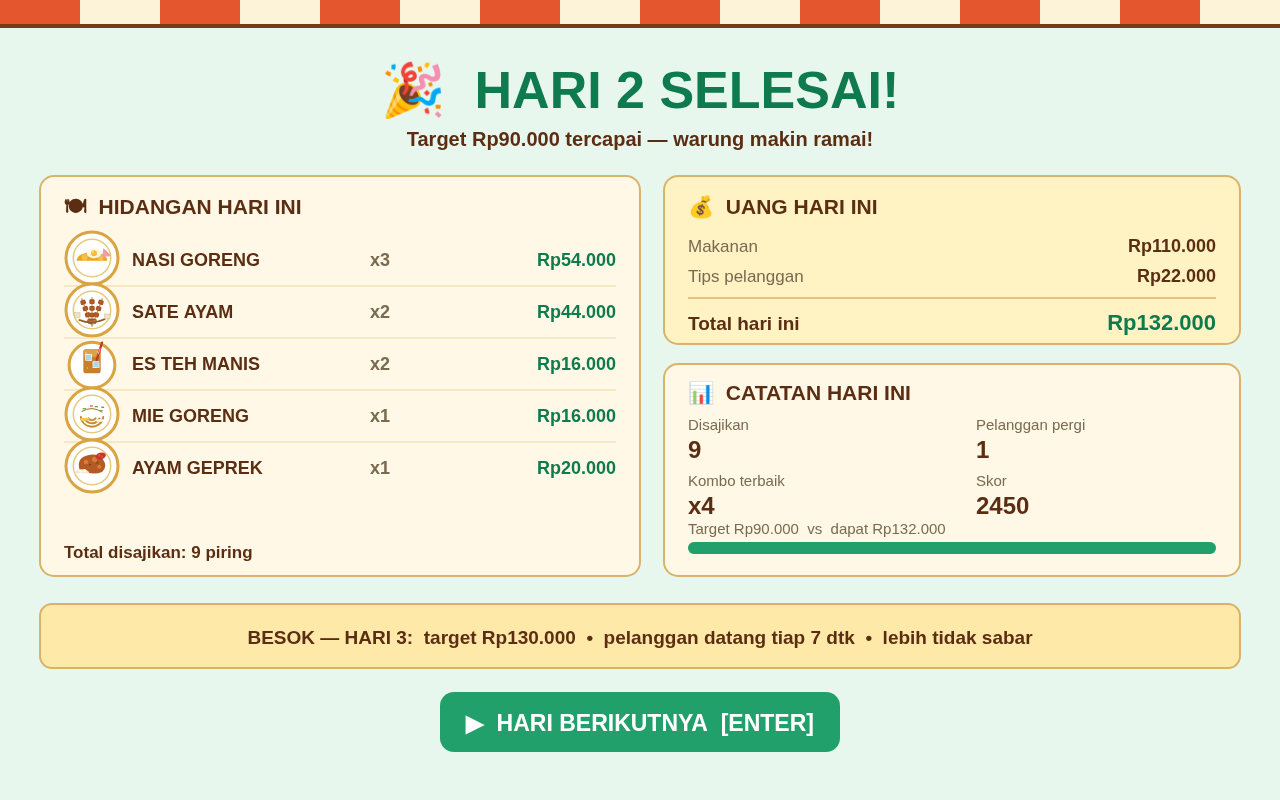 HARI 2 SELESAI!
Target Rp90.000 tercapai — warung makin ramai!
HIDANGAN HARI INI
NASI GORENG x3 Rp54.000
SATE AYAM x2 Rp44.000
ES TEH MANIS x2 Rp16.000
MIE GORENG x1 Rp16.000
AYAM GEPREK x1 Rp20.000
Total disajikan: 9 piring
UANG HARI INI
Makanan Rp110.000
Tips pelanggan Rp22.000
Total hari ini Rp132.000
CATATAN HARI INI
Disajikan Pelanggan pergi
9 1
Kombo terbaik Skor
x4 2450
Target Rp90.000 vs dapat Rp132.000
BESOK — HARI 3: target Rp130.000 • pelanggan datang tiap 7 dtk • lebih tidak sabar
▶ HARI BERIKUTNYA [ENTER]